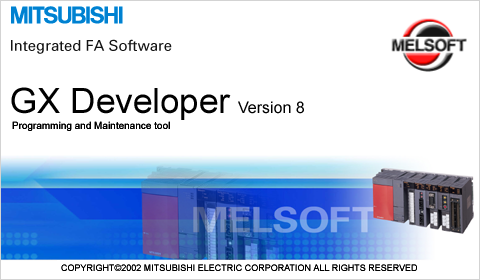 MITSUBISHI
Integrated FA Software
MELSOFT
GX Developer Version 8
Programming and Maintenance tool
MELSOFT
COPYRIGHT©2002 MITSUBISHI ELECTRIC CORPORATION ALL RIGHTS RESERVED